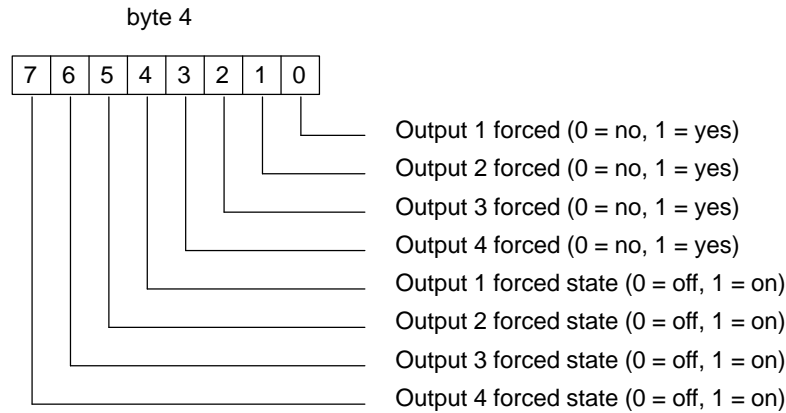 byte 4
7 6 5 4 3 2 1 0
Output 1 forced (0 = no, 1 = yes)
Output 2 forced (0 = no, 1 = yes)
Output 3 forced (0 = no, 1 = yes)
Output 4 forced (0 = no, 1 = yes)
Output 1 forced state (0 = off, 1 = on)
Output 2 forced state (0 = off, 1 = on)
Output 3 forced state (0 = off, 1 = on)
Output 4 forced state (0 = off, 1 = on)